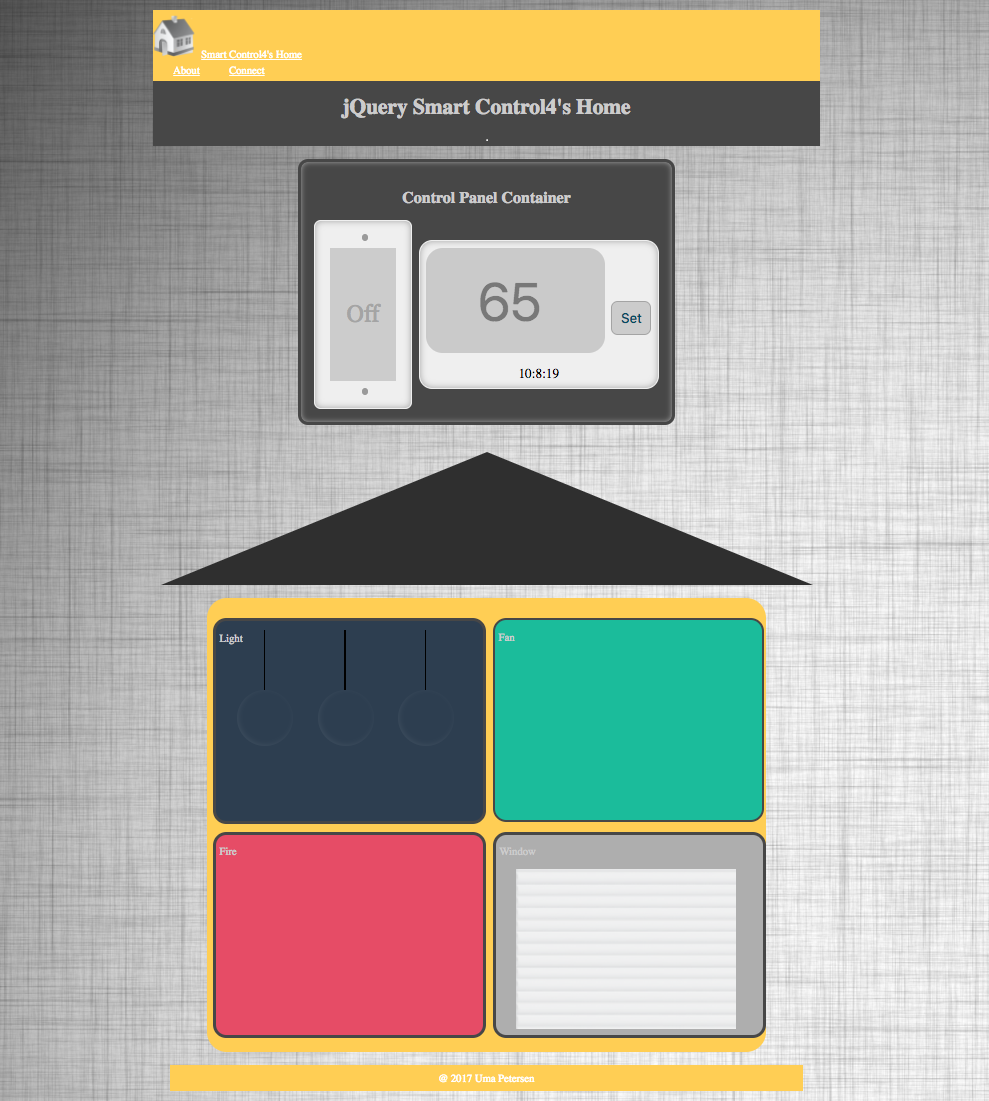 Smart Control4's Home
About Connect
jQuery Smart Control4's Home
.
Control Panel Container
Off
65
Set
10:8:19
Light
Fan
Fire
Window
@ 2017 Uma Petersen